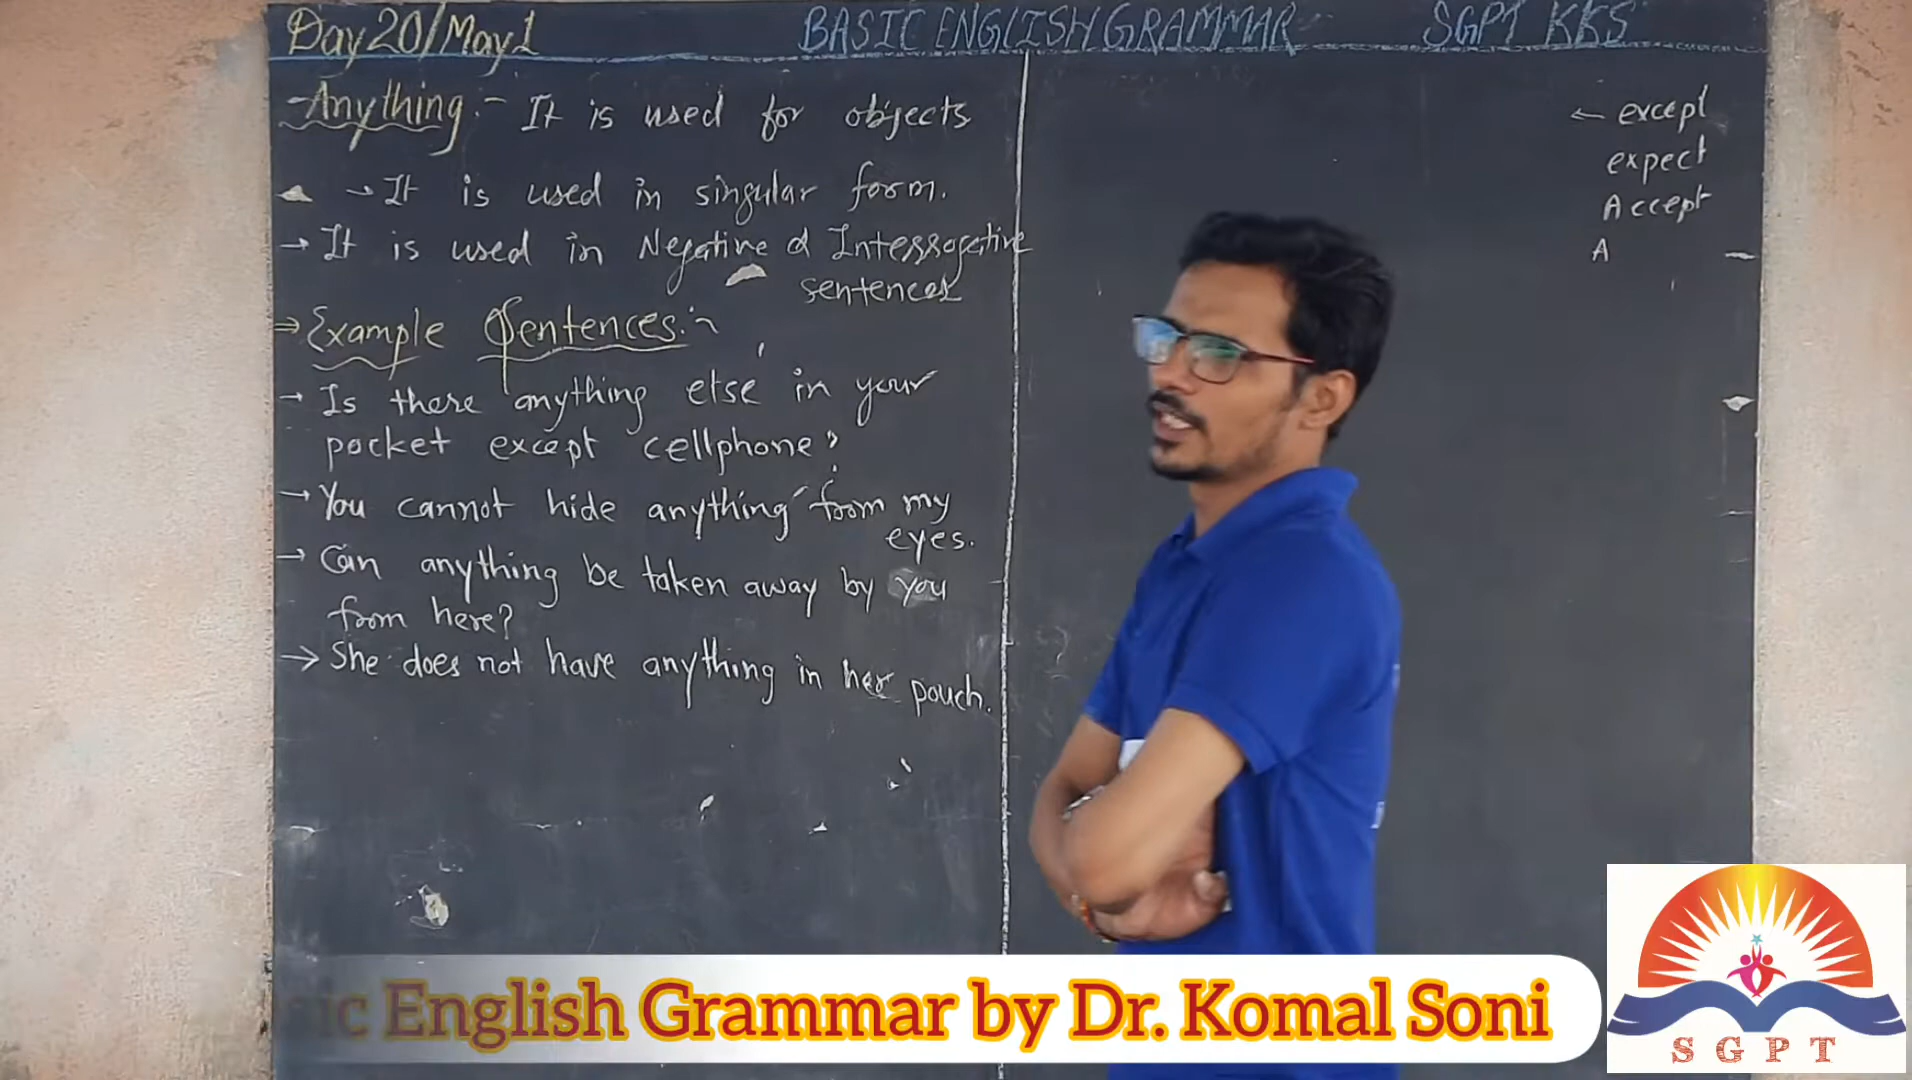 Day 20/May 1
BASIC ENGLISH GRAMMAR
SGPT KKS
Anything:- It is used for objects
→ It is used in singular form.
→ It is used in Negative & Interrogative
sentences
⇒ Example Sentences:-
→ Is there anything else in your
pocket except cellphone?
→ You cannot hide anything from my
eyes.
→ Can anything be taken away by you
from here?
→ She does not have anything in her pouch.
← except
expect
Accept
A
ic English Grammar by Dr. Komal Soni
SGPT